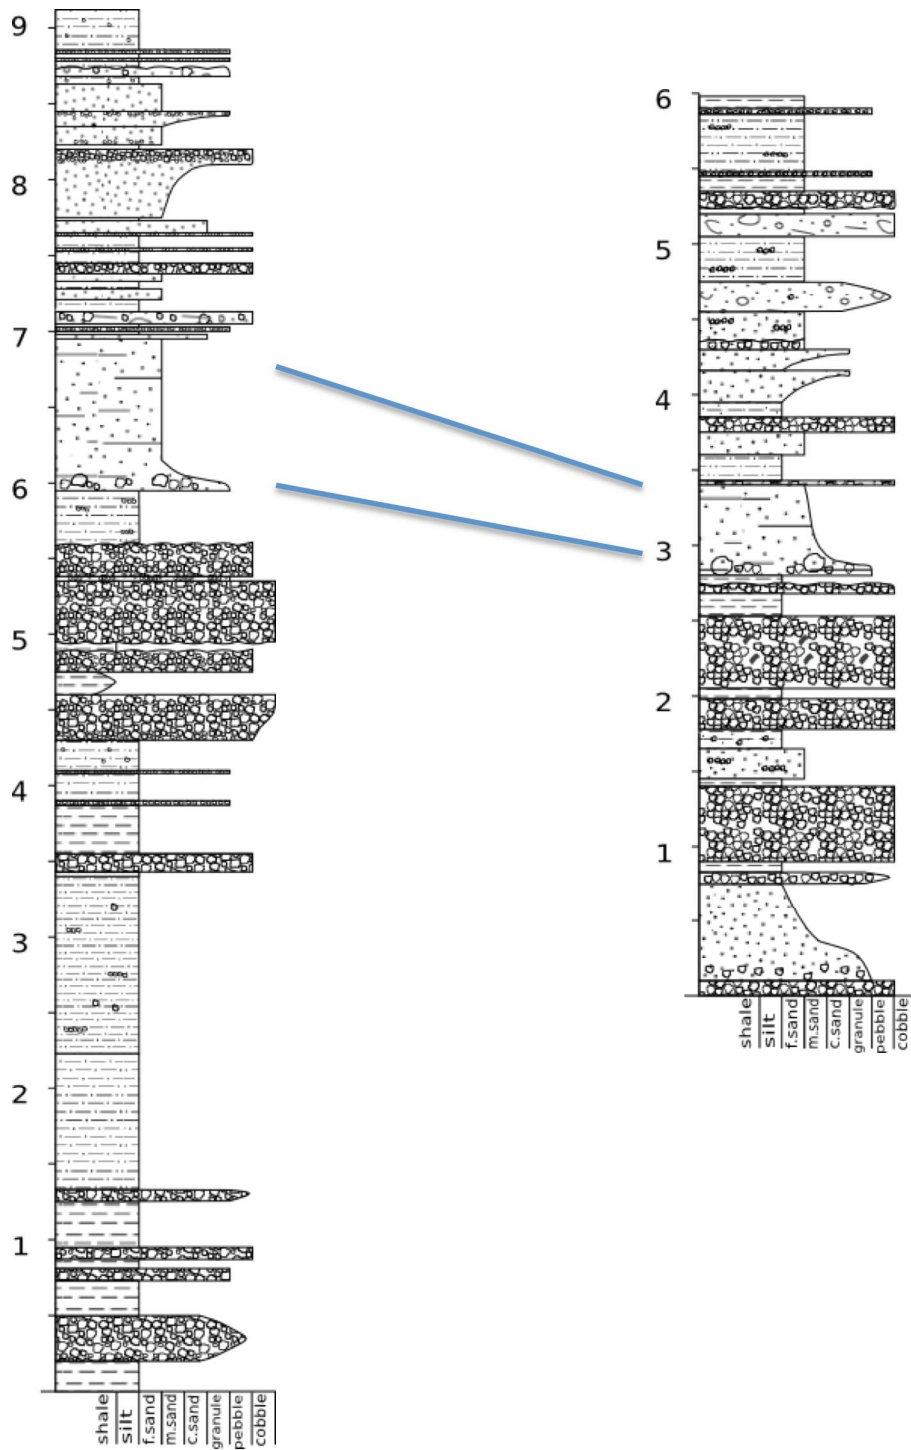 9
8
7
6
5
4
3
2
1
shale
silt
f.sand
m.sand
c.sand
granule
pebble
cobble
6
5
4
3
2
1
shale
silt
f.sand
m.sand
c.sand
granule
pebble
cobble